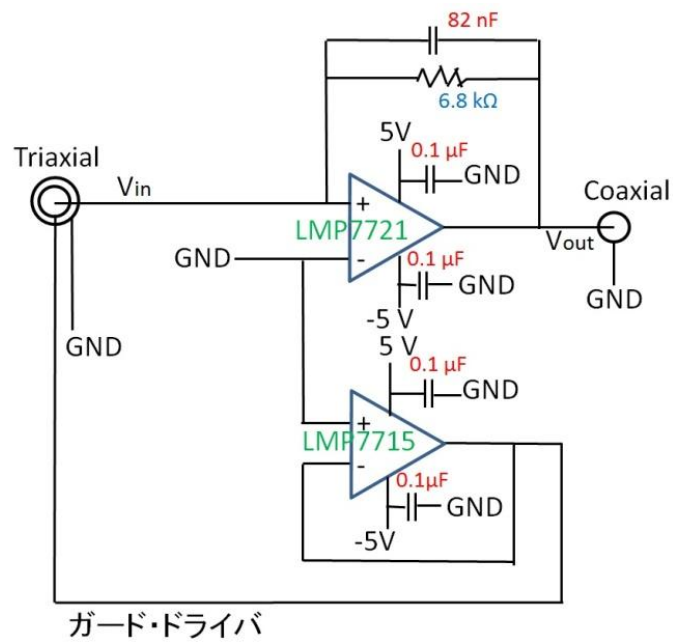 82 nF
6.8 kΩ
5V
0.1 µF
GND
Triaxial
Vin
+
LMP7721
-
GND
Coaxial
Vout
GND
0.1 µF
GND
-5 V
GND
5 V
0.1 µF
GND
+
LMP7715
-
0.1µF
GND
-5V
ガード・ドライバ